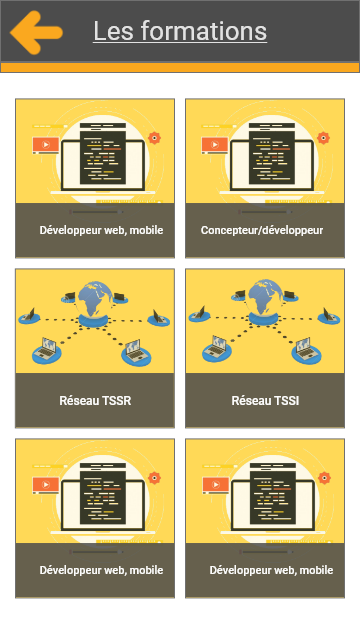 Les formations
Développeur web, mobile
Concepteur/développeur
Réseau TSSR
Réseau TSSI
Développeur web, mobile
Développeur web, mobile